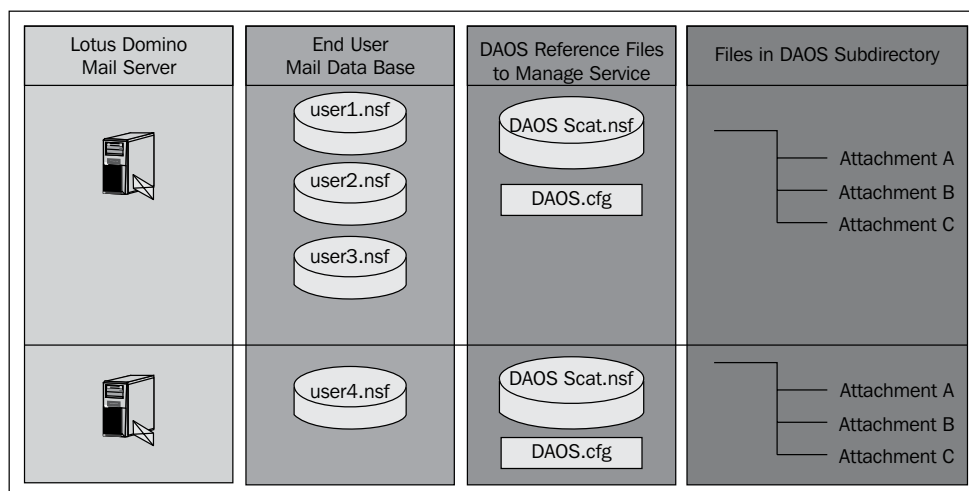 Lotus Domino
Mail Server
End User
Mail Data Base
DAOS Reference Files
to Manage Service
Files in DAOS Subdirectory
user1.nsf
user2.nsf
user3.nsf
DAOS Scat.nsf
DAOS.cfg
Attachment A
Attachment B
Attachment C
user4.nsf
DAOS Scat.nsf
DAOS.cfg
Attachment A
Attachment B
Attachment C